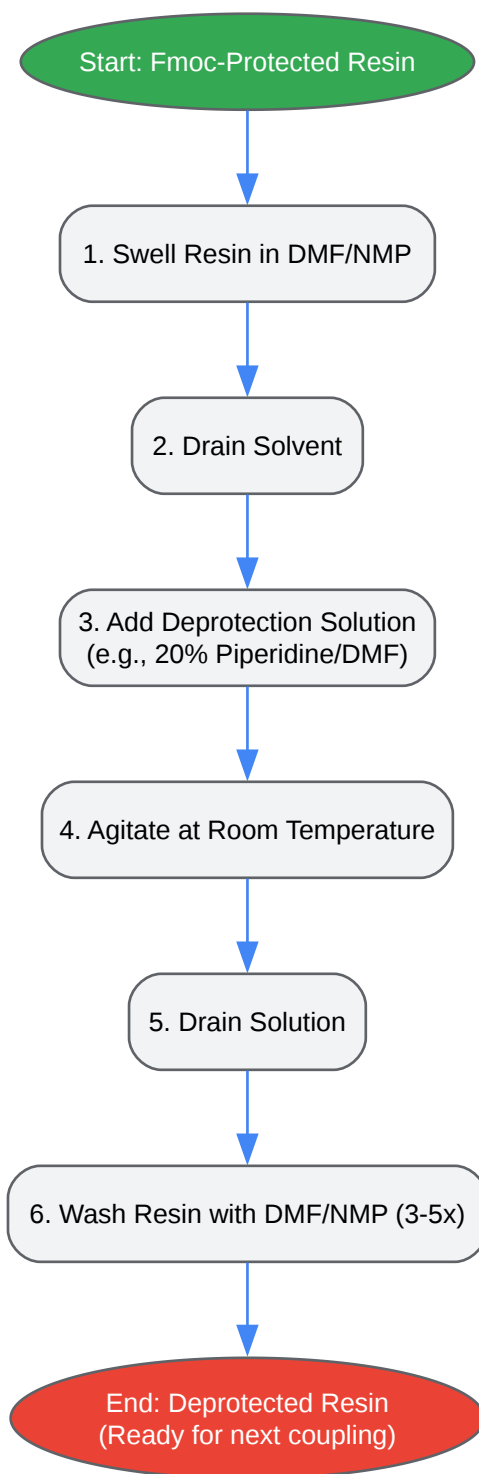 Start: Fmoc-Protected Resin
1. Swell Resin in DMF/NMP
2. Drain Solvent
3. Add Deprotection Solution
(e.g., 20% Piperidine/DMF)
4. Agitate at Room Temperature
5. Drain Solution
6. Wash Resin with DMF/NMP (3-5x)
End: Deprotected Resin
(Ready for next coupling)